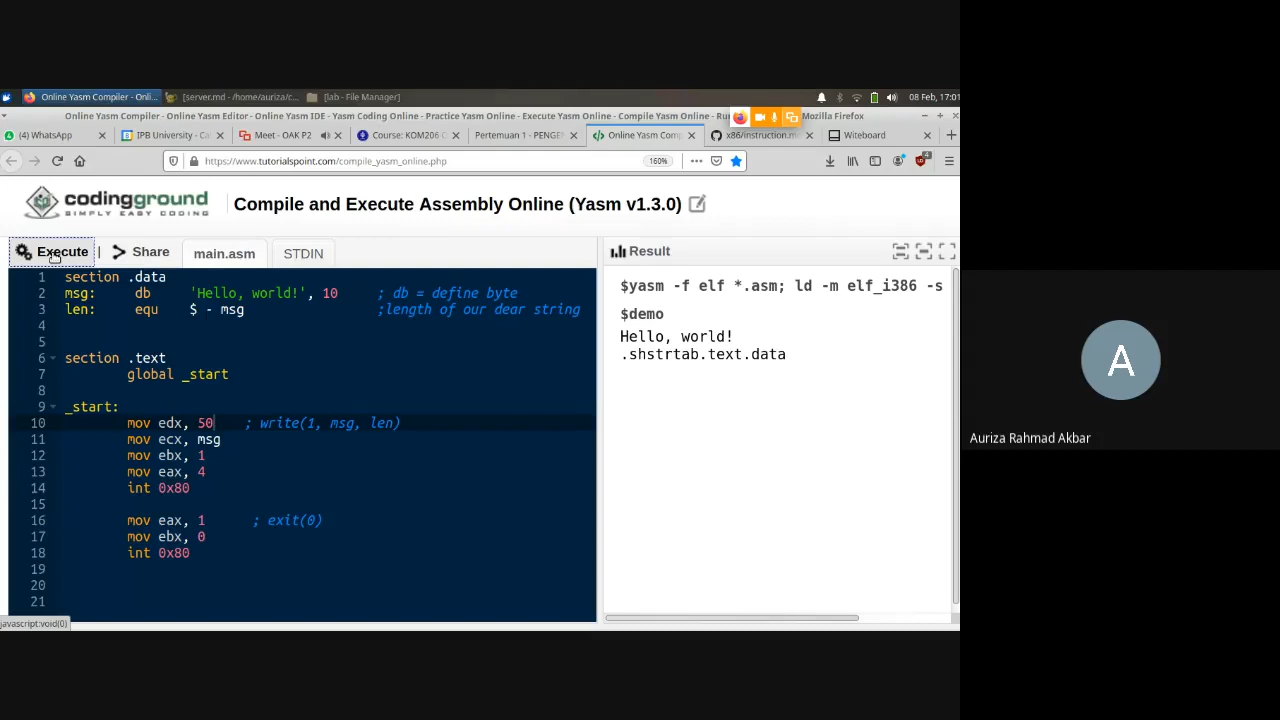 Online Yasm Compiler - Onli...
[server.md - /home/auriza/c...
[lab - File Manager]
08 Feb, 17:01
Online Yasm Compiler - Online Yasm Editor - Online Yasm IDE - Yasm Coding Online - Practice Yasm Online - Execute Yasm Online - Compile Yasm Online - Ru
Mozilla Firefox
(4) WhatsApp
IPB University - Ca
Meet - OAK P2
Course: KOM206 C
Pertemuan 1 - PENGEN
Online Yasm Comp
x86/instruction.m
Witeboard
https://www.tutorialspoint.com/compile_yasm_online.php
160%
4
codingground
SIMPLY EASY CODING
Compile and Execute Assembly Online (Yasm v1.3.0)
Execute | Share main.asm STDIN
Result
1 section .data
2 msg: db 'Hello, world!', 10 ; db = define byte
3 len: equ $ - msg ;length of our dear string
4
5
6 section .text
7 global _start
8
9 _start:
10 mov edx, 50 ; write(1, msg, len)
11 mov ecx, msg
12 mov ebx, 1
13 mov eax, 4
14 int 0x80
15
16 mov eax, 1 ; exit(0)
17 mov ebx, 0
18 int 0x80
19
20
21
$yasm -f elf *.asm; ld -m elf_i386 -s
$demo
Hello, world!
.shstrtab.text.data
javascript:void(0)
A
Auriza Rahmad Akbar